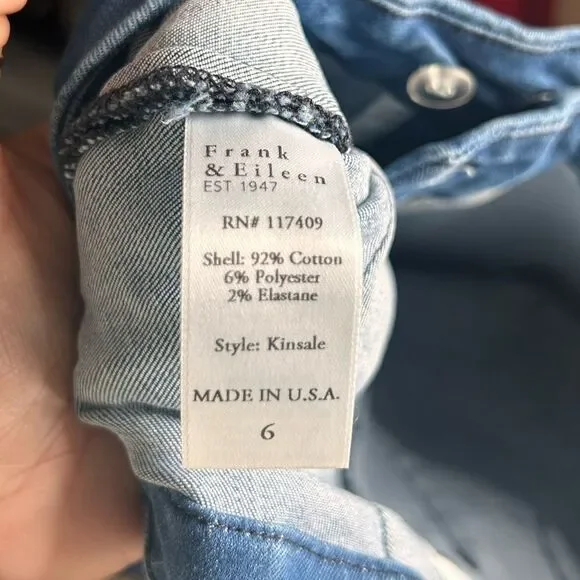 Frank
& Eileen
EST 1947
RN# 117409
Shell: 92% Cotton
6% Polyester
2% Elastane
Style: Kinsale
MADE IN U.S.A.
6